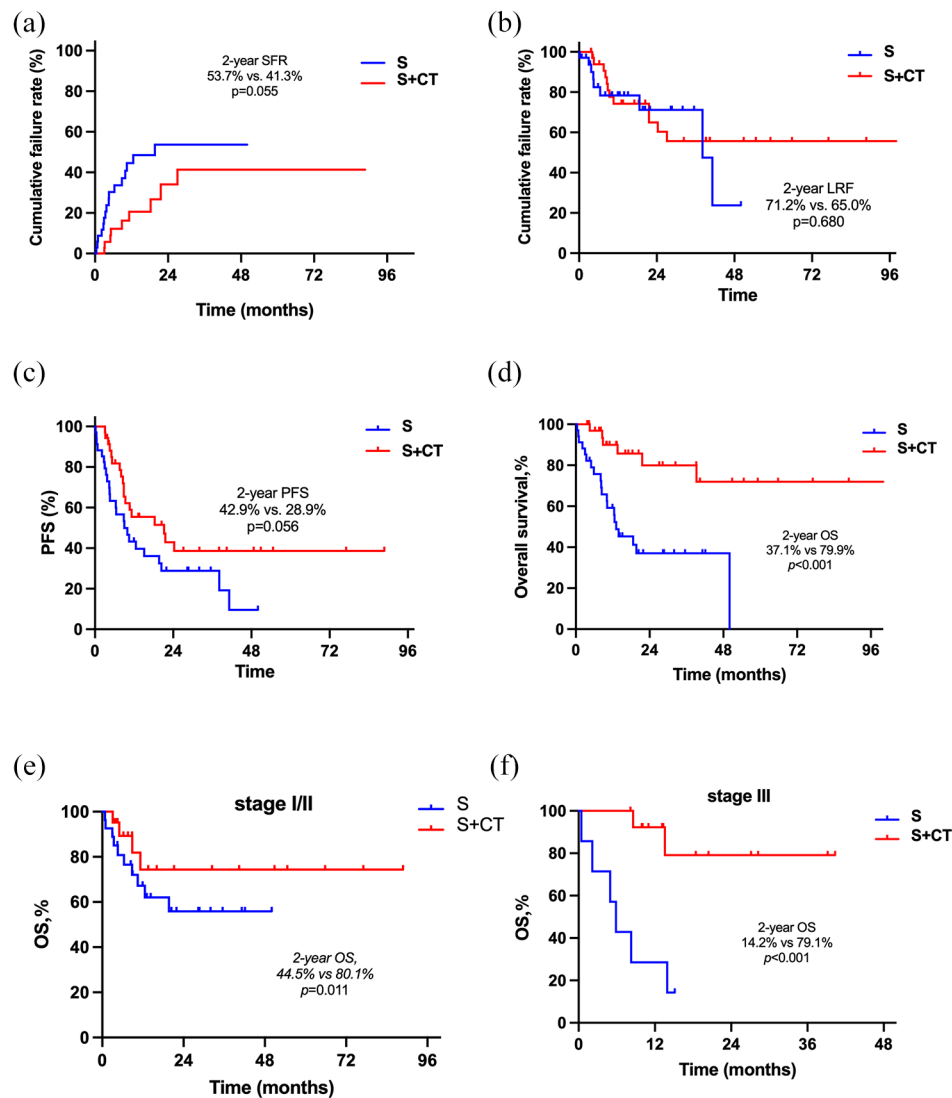 (a)
Cumulative failure rate (%)
100
80
60
40
20
0
0 24 48 72 96
Time (months)
2-year SFR
53.7% vs. 41.3%
p=0.055
S
S+CT
(b)
Cumulative failure rate (%)
100
80
60
40
20
0
0 24 48 72 96
Time
2-year LRF
71.2% vs. 65.0%
p=0.680
S
S+CT
(c)
PFS (%)
100
80
60
40
20
0
0 24 48 72 96
Time
2-year PFS
42.9% vs. 28.9%
p=0.056
S
S+CT
(d)
Overall survival,%
100
80
60
40
20
0
0 24 48 72 96
Time (months)
2-year OS
37.1% vs 79.9%
p<0.001
S
S+CT
(e)
stage I/II
OS,%
100
80
60
40
20
0
0 24 48 72 96
Time (months)
2-year OS,
44.5% vs 80.1%
p=0.011
S
S+CT
(f)
stage III
OS,%
100
80
60
40
20
0
0 12 24 36 48
Time (months)
2-year OS
14.2% vs 79.1%
p<0.001
S
S+CT